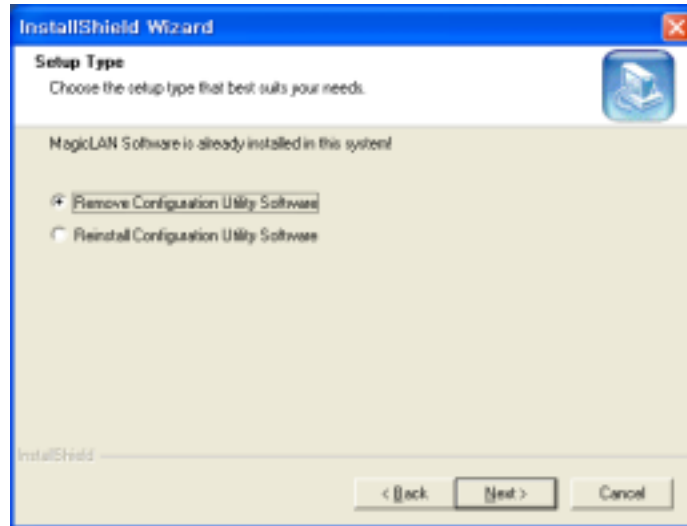 InstallShield Wizard
Setup Type
Choose the setup type that best suits your needs.
MagicLAN Software is already installed in this system!
Remove Configuration Utility Software
Reinstall Configuration Utility Software
InstallShield
< Back
Next >
Cancel